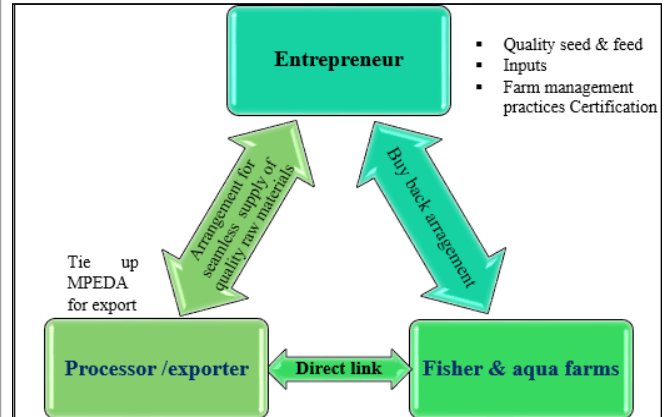 Entrepreneur
▪ Quality seed & feed
▪ Inputs
▪ Farm management
practices Certification
Arrangement for
seamless supply of
quality raw materials
Buy back arragement
Tie up
MPEDA
for export
Processor /exporter
Direct link
Fisher & aqua farms